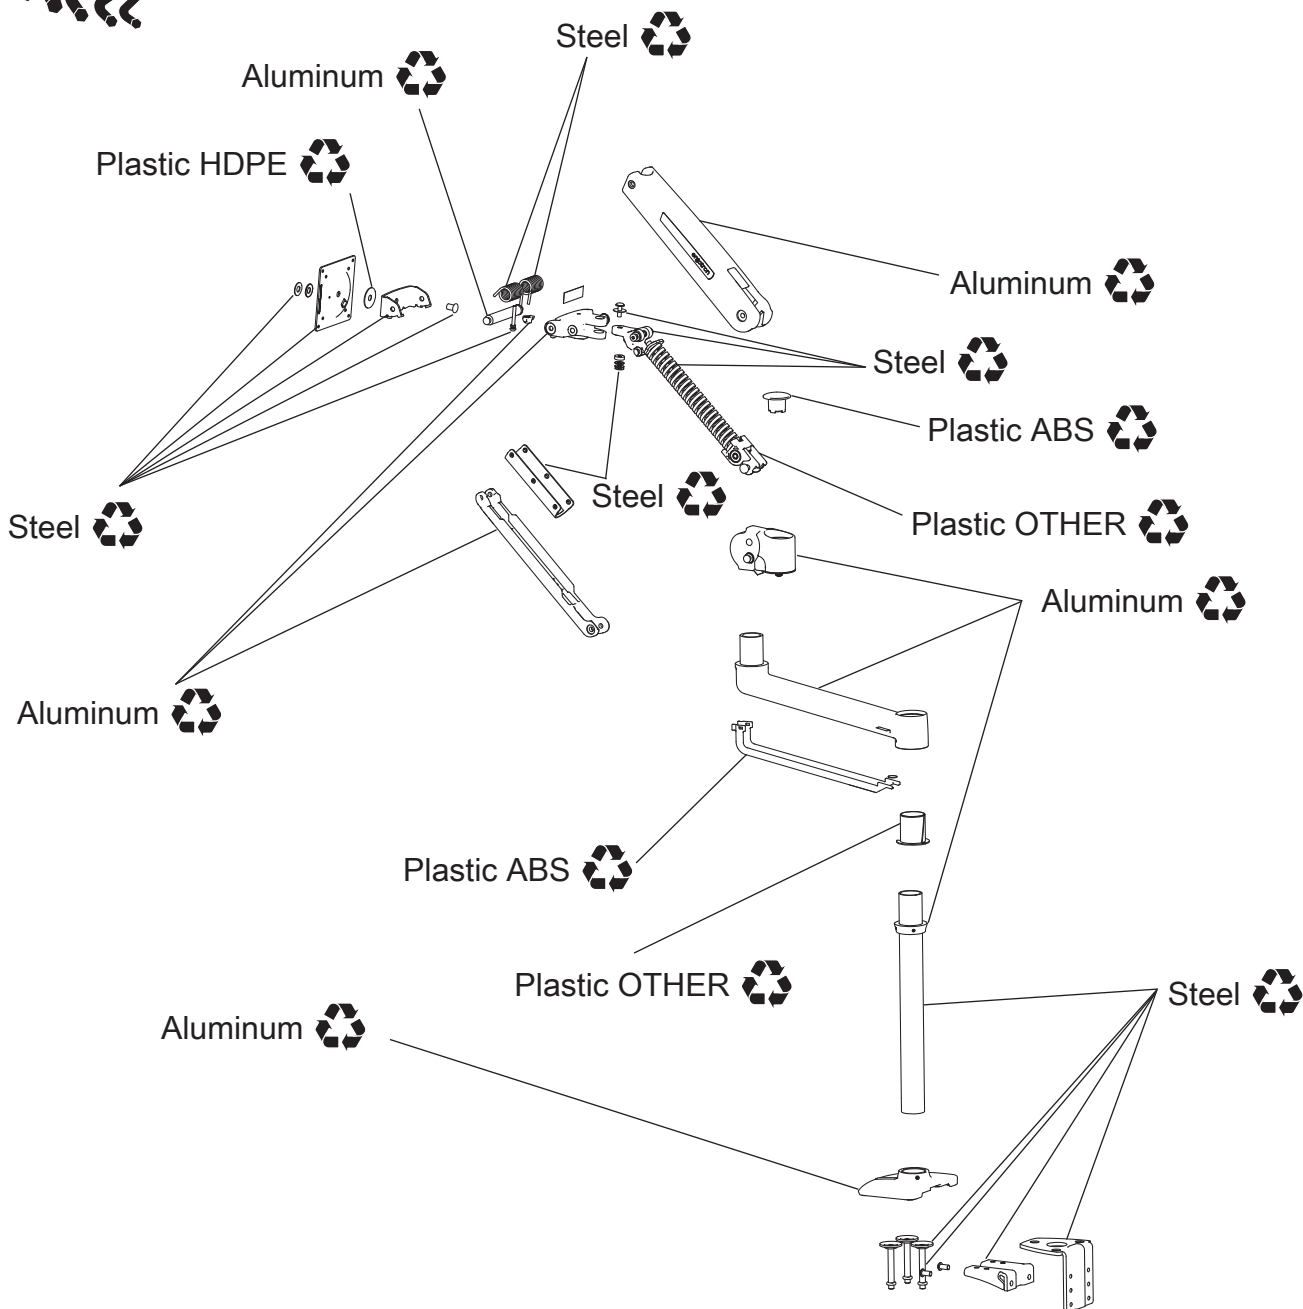 Steel
Aluminum
Plastic HDPE
ergotron
Aluminum
Steel
Plastic ABS
Steel
Steel
Plastic OTHER
Aluminum
Aluminum
Plastic ABS
Plastic OTHER
Steel
Aluminum